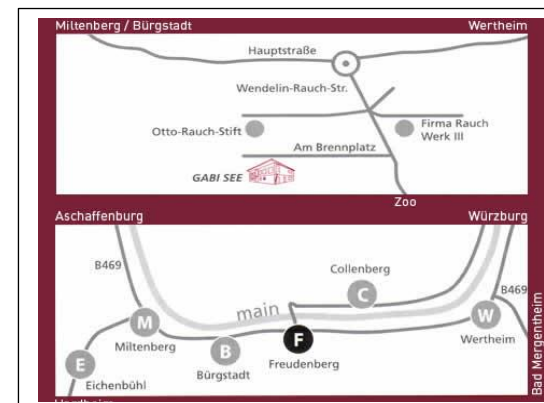 Miltenberg / Bürgstadt
Wertheim
Hauptstraße
Wendelin-Rauch-Str.
Otto-Rauch-Stift
Firma Rauch
Werk III
Am Brennplatz
GABI SEE
Zoo
Aschaffenburg
Würzburg
B469
Collenberg
C
B469
main
M
W
Miltenberg
F
Wertheim
B
Freudenberg
E
Bürgstadt
Eichenbühl
Bad Mergentheim